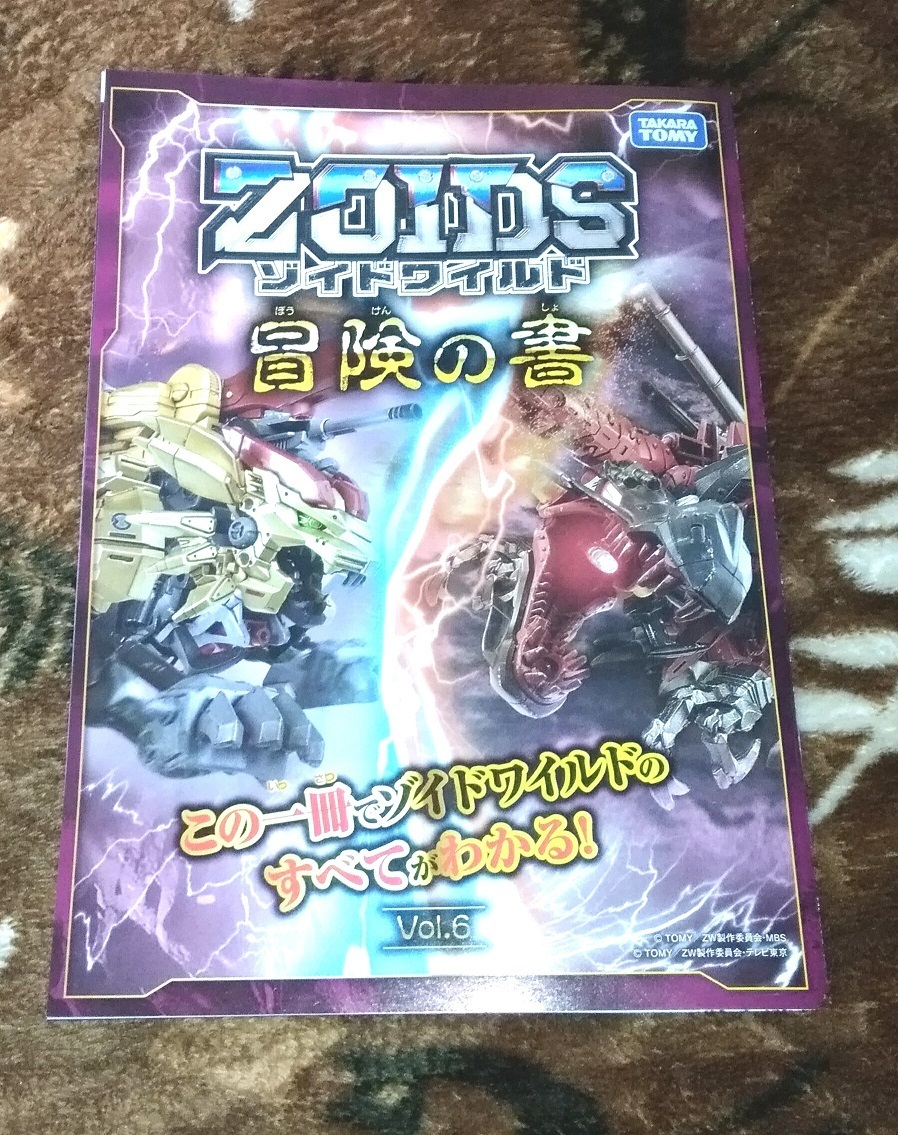 TAKARA TOMY
ZOIDS
ゾイドワイルド
ぼう けん しょ
冒険の書
いっ さつ
この一冊でゾイドワイルドの
すべてがわかる!
Vol.6
© TOMY/ZW製作委員会・MBS
© TOMY/ZW製作委員会・テレビ東京